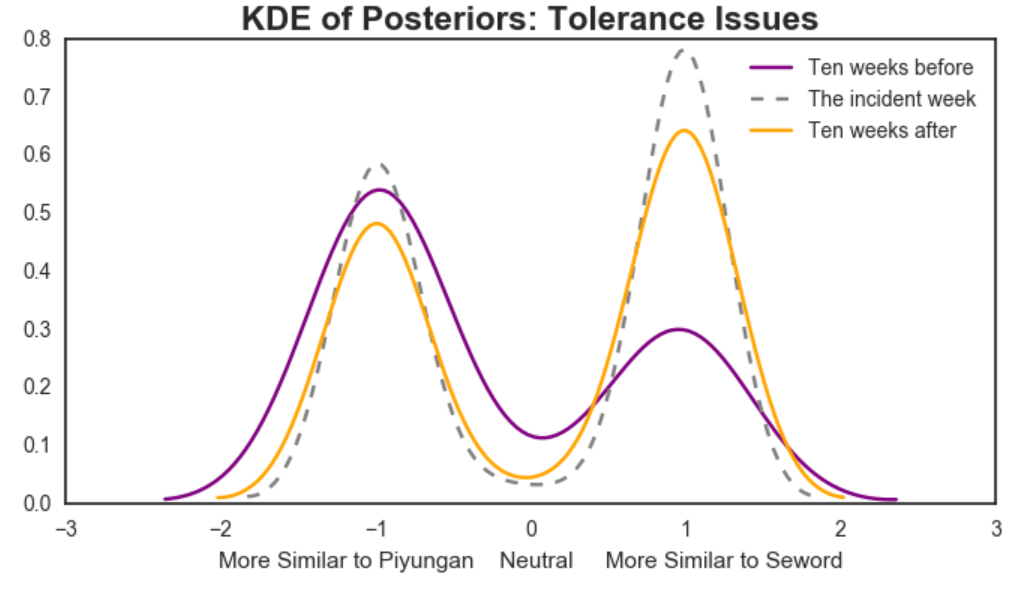 KDE of Posteriors: Tolerance Issues
0.8
0.7
0.6
0.5
0.4
0.3
0.2
0.1
0.0
Ten weeks before
The incident week
Ten weeks after
−3 −2 −1 0 1 2 3
More Similar to Piyungan Neutral More Similar to Seword